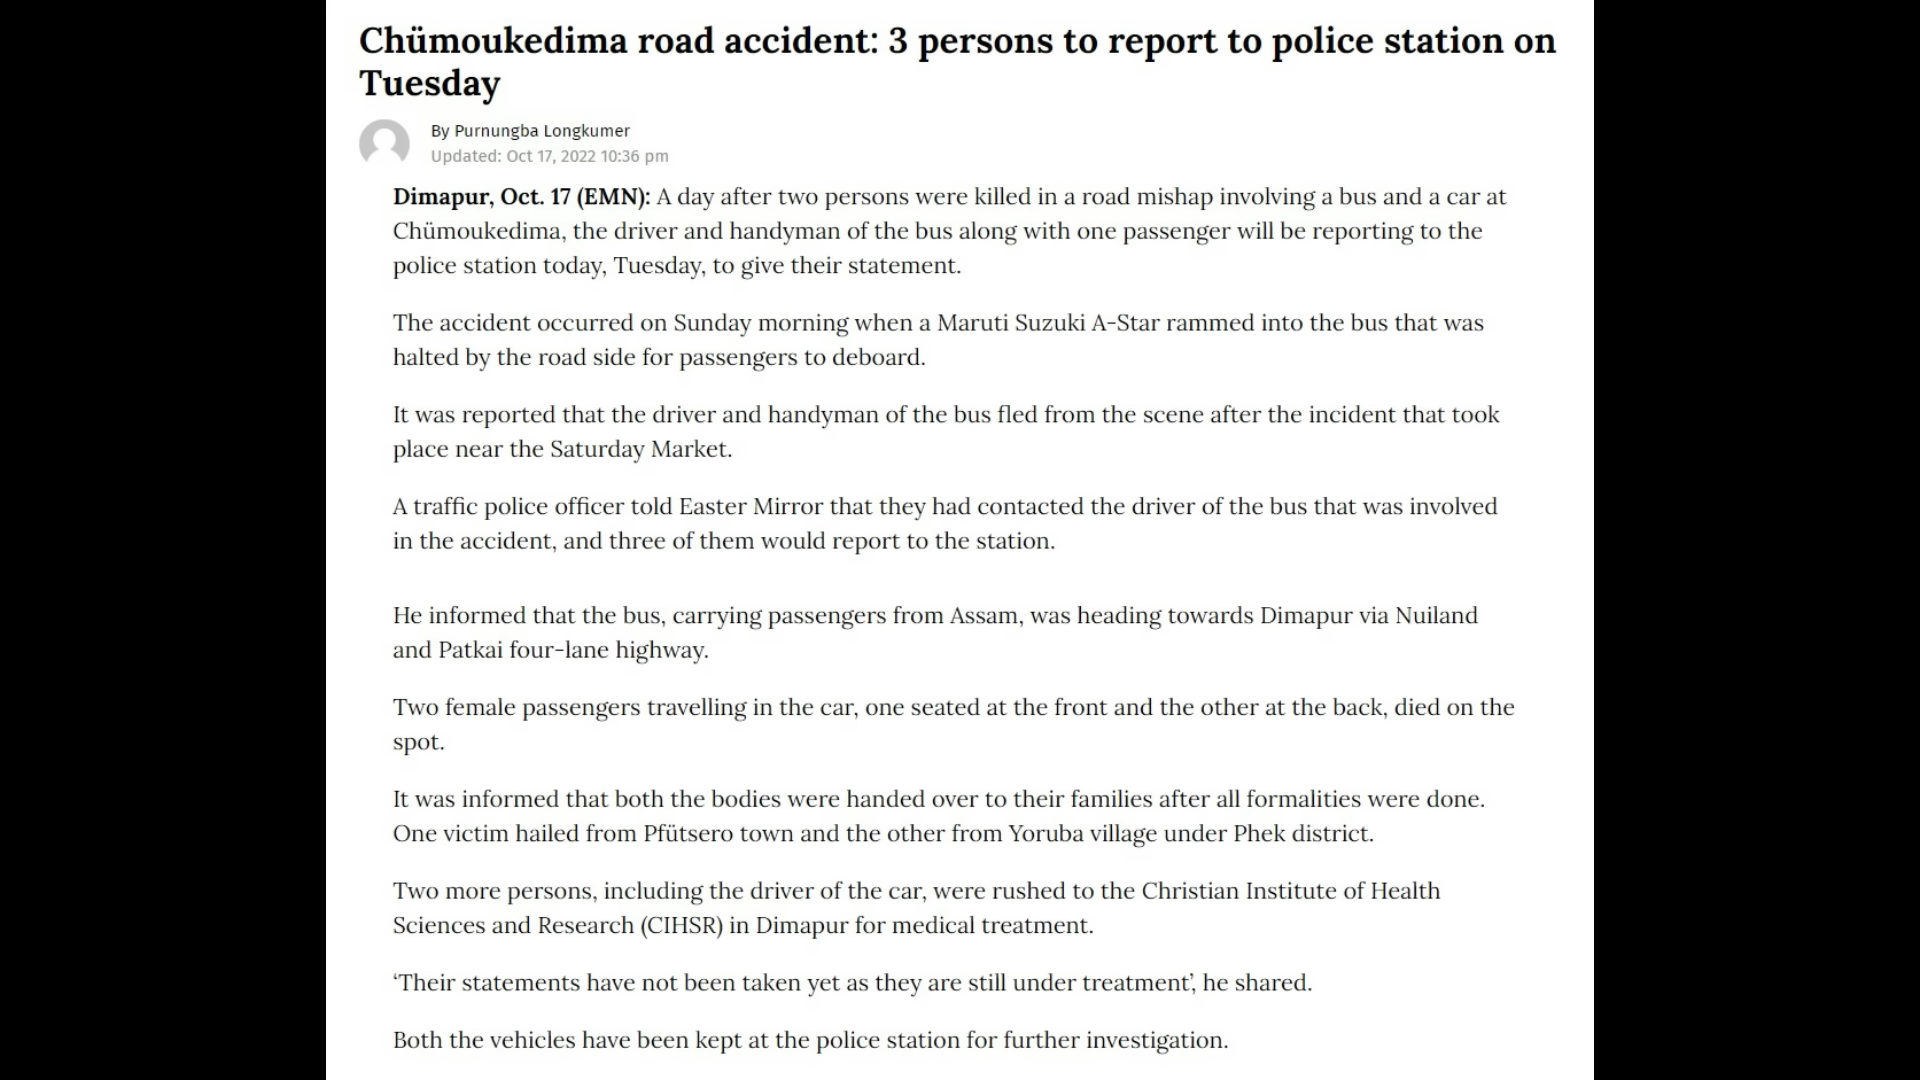 Chümoukedima road accident: 3 persons to report to police station on
Tuesday
By Purnungba Longkumer
Updated: Oct 17, 2022 10:36 pm
Dimapur, Oct. 17 (EMN): A day after two persons were killed in a road mishap involving a bus and a car at
Chümoukedima, the driver and handyman of the bus along with one passenger will be reporting to the
police station today, Tuesday, to give their statement.
The accident occurred on Sunday morning when a Maruti Suzuki A-Star rammed into the bus that was
halted by the road side for passengers to deboard.
It was reported that the driver and handyman of the bus fled from the scene after the incident that took
place near the Saturday Market.
A traffic police officer told Easter Mirror that they had contacted the driver of the bus that was involved
in the accident, and three of them would report to the station.
He informed that the bus, carrying passengers from Assam, was heading towards Dimapur via Nuiland
and Patkai four-lane highway.
Two female passengers travelling in the car, one seated at the front and the other at the back, died on the
spot.
It was informed that both the bodies were handed over to their families after all formalities were done.
One victim hailed from Pfütsero town and the other from Yoruba village under Phek district.
Two more persons, including the driver of the car, were rushed to the Christian Institute of Health
Sciences and Research (CIHSR) in Dimapur for medical treatment.
‘Their statements have not been taken yet as they are still under treatment’, he shared.
Both the vehicles have been kept at the police station for further investigation.